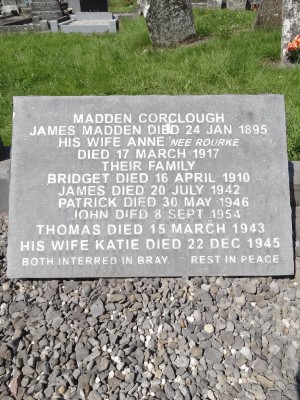 MADDEN CORCLOUGH
JAMES MADDEN DIED 24 JAN 1895
HIS WIFE ANNE NEE ROURKE
DIED 17 MARCH 1917
THEIR FAMILY
BRIDGET DIED 16 APRIL 1910
JAMES DIED 20 JULY 1942
PATRICK DIED 30 MAY 1946
JOHN DIED 8 SEPT 1954
THOMAS DIED 15 MARCH 1943
HIS WIFE KATIE DIED 22 DEC 1945
BOTH INTERRED IN BRAY. REST IN PEACE